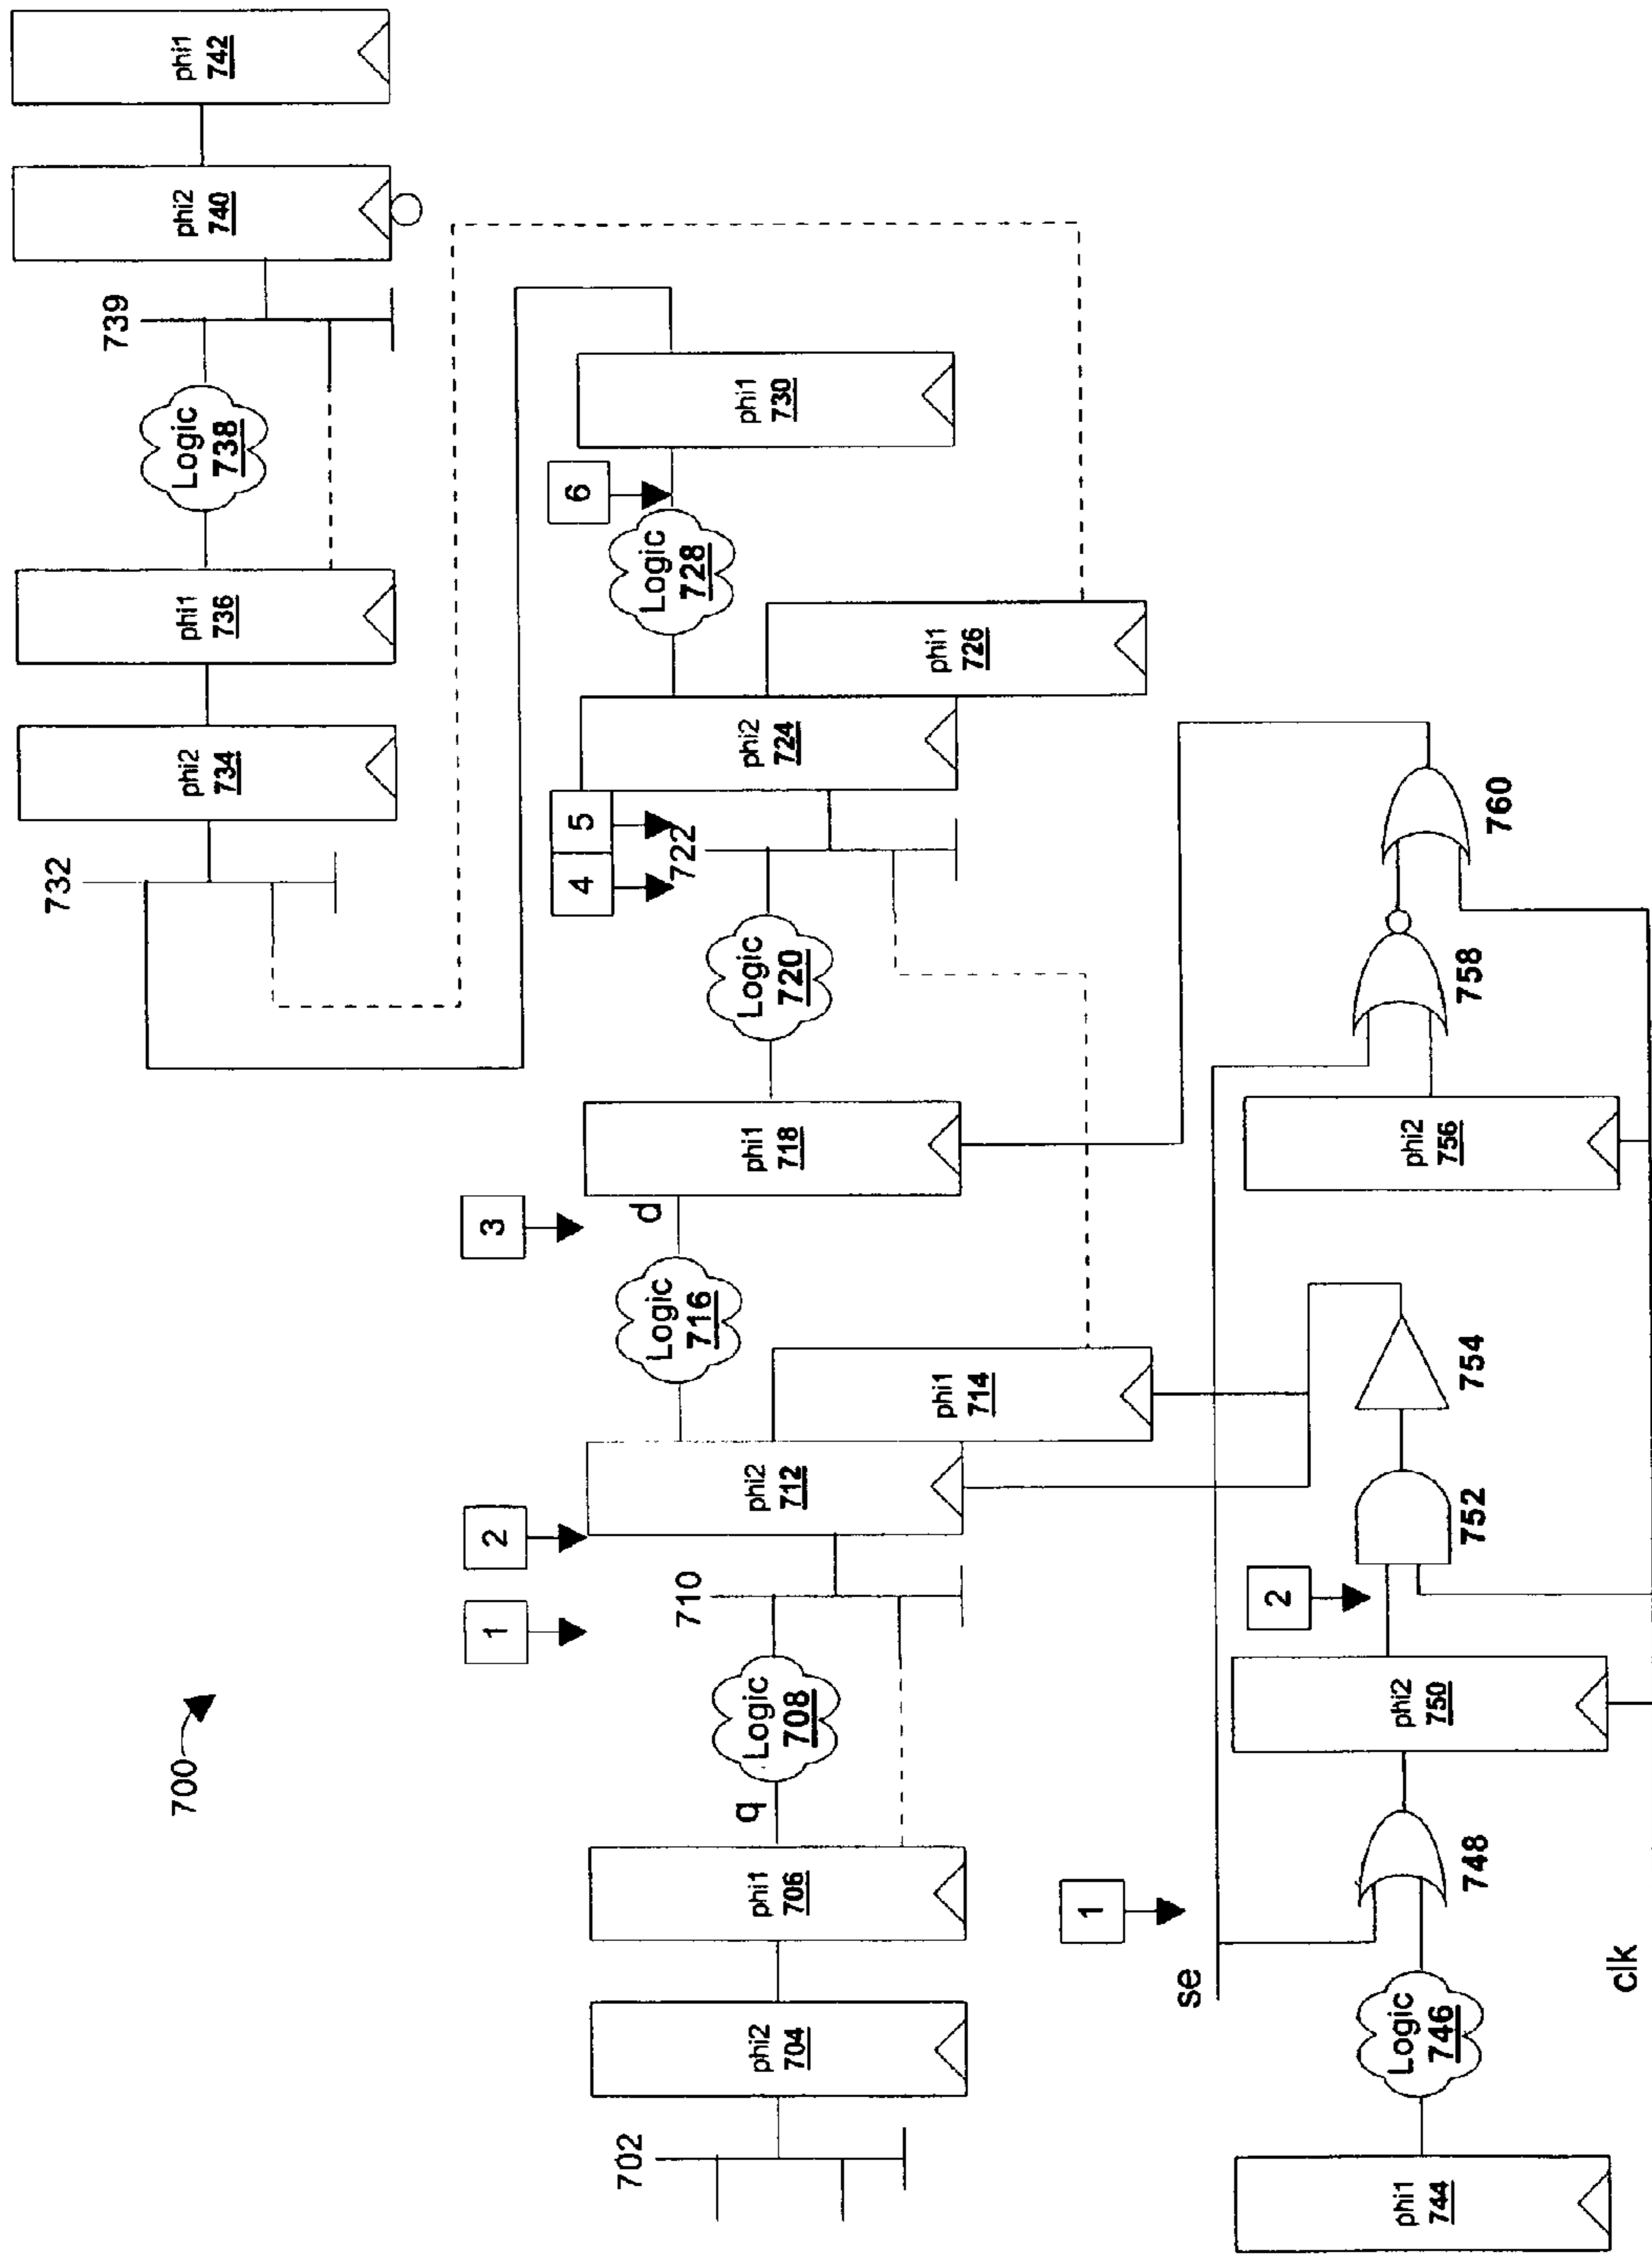 700
702
phi2
704
phi1
706
q
Logic
708
1
710
2
phi2
712
phi1
714
Logic
716
3
d
phi1
718
Logic
720
4
5
722
phi2
724
phi1
726
Logic
728
6
phi1
730
732
phi2
734
phi1
736
Logic
738
739
phi2
740
phi1
742
phi1
744
Logic
746
se
1
748
clk
phi2
750
2
752
754
phi2
756
758
760